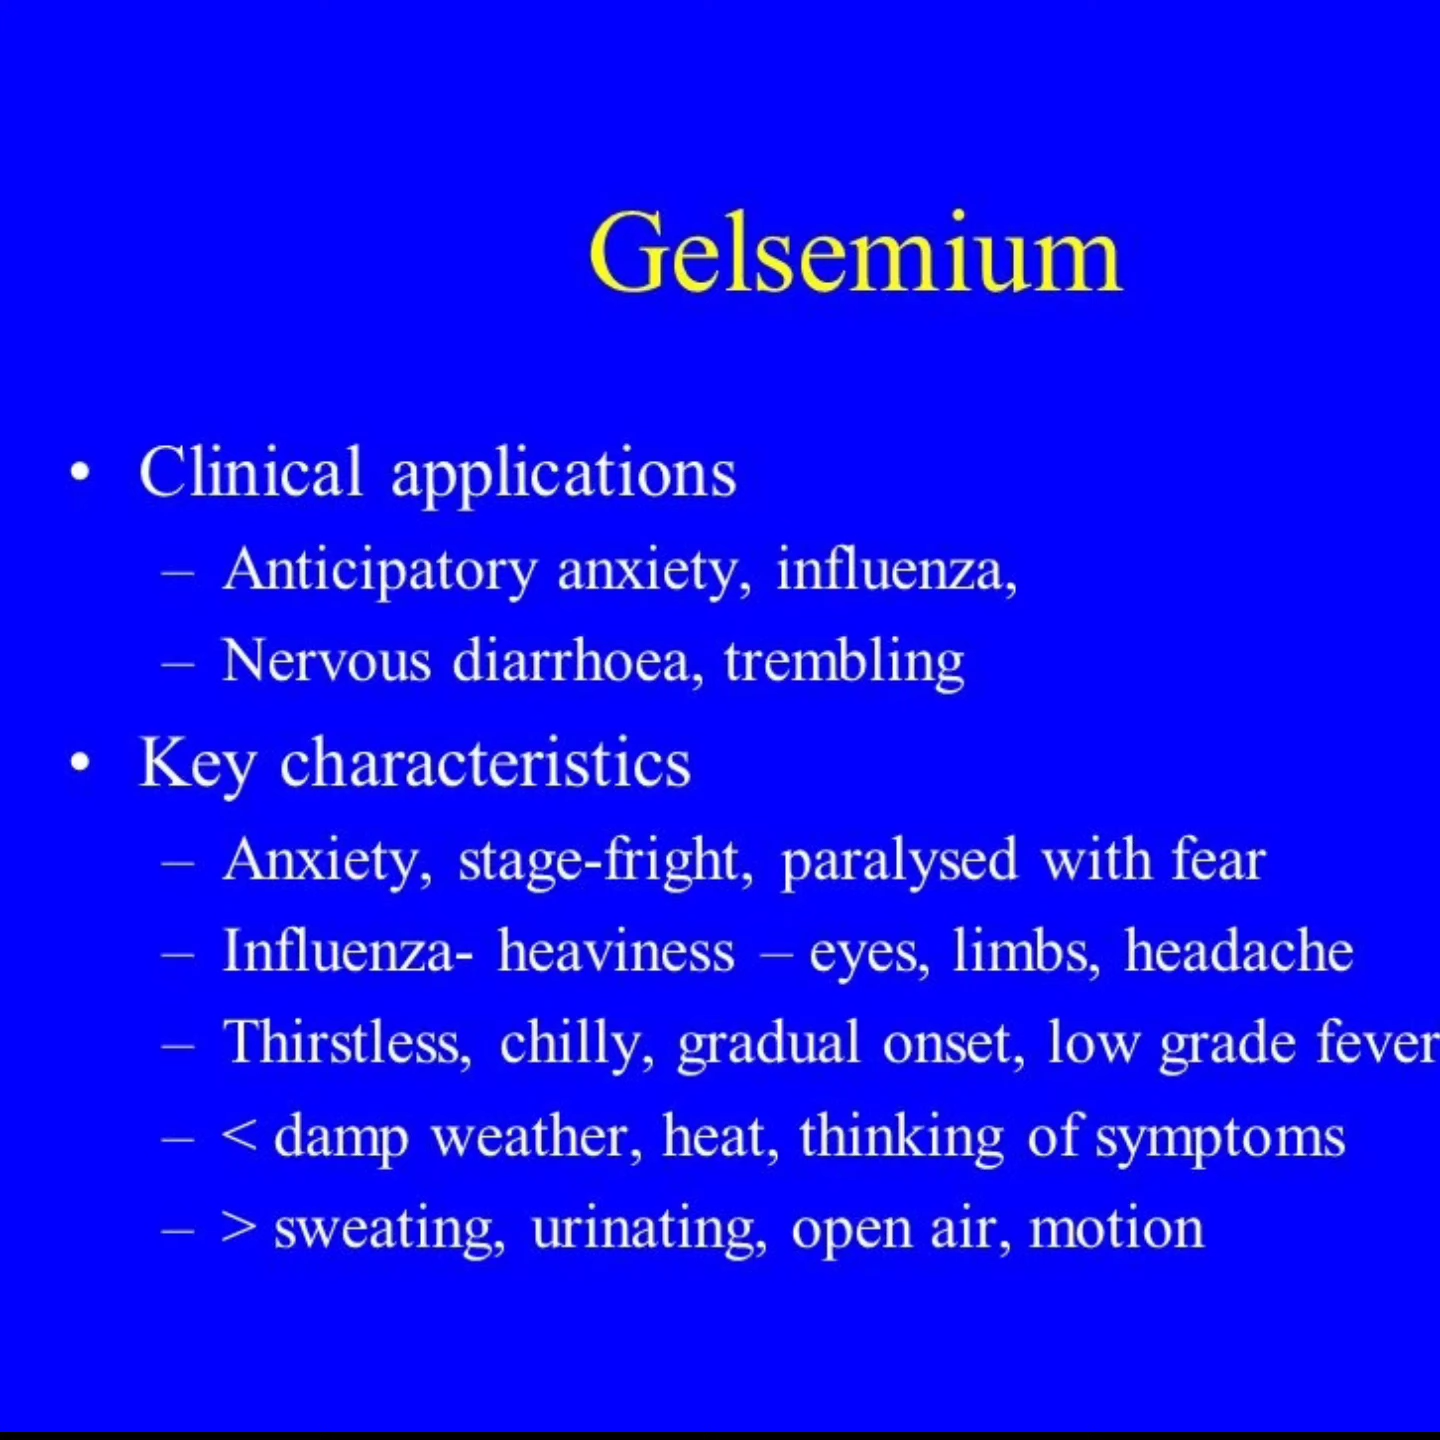 Gelsemium
• Clinical applications
– Anticipatory anxiety, influenza,
– Nervous diarrhoea, trembling
• Key characteristics
– Anxiety, stage-fright, paralysed with fear
– Influenza- heaviness – eyes, limbs, headache
– Thirstless, chilly, gradual onset, low grade fever
– < damp weather, heat, thinking of symptoms
– > sweating, urinating, open air, motion